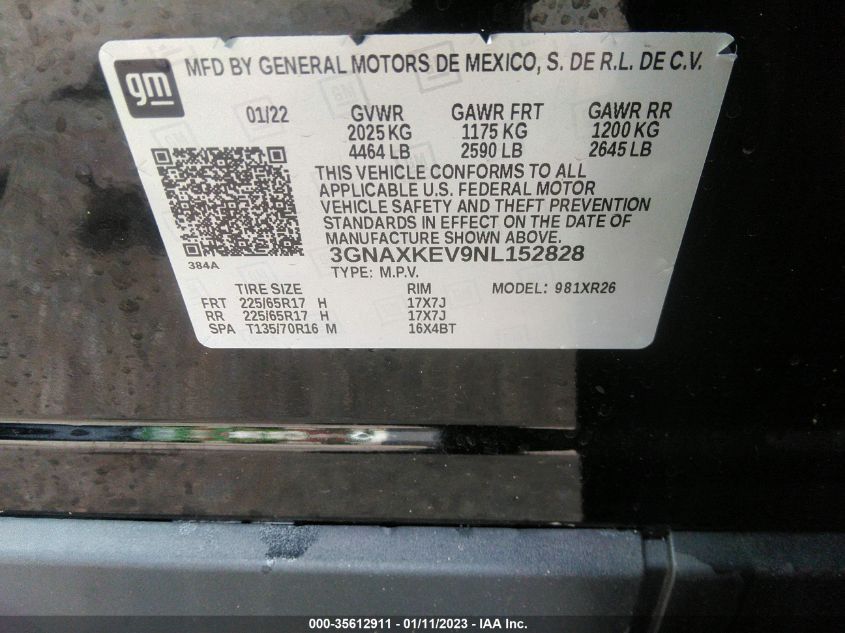 gm
MFD BY GENERAL MOTORS DE MEXICO, S. DE R.L. DE C.V.
01/22 GVWR GAWR FRT GAWR RR
2025 KG 1175 KG 1200 KG
4464 LB 2590 LB 2645 LB
THIS VEHICLE CONFORMS TO ALL
APPLICABLE U.S. FEDERAL MOTOR
VEHICLE SAFETY AND THEFT PREVENTION
STANDARDS IN EFFECT ON THE DATE OF
MANUFACTURE SHOWN ABOVE.
384A
3GNAXKEV9NL152828
TYPE: M.P.V.
TIRE SIZE RIM MODEL: 981XR26
FRT 225/65R17 H 17X7J
RR 225/65R17 H 17X7J
SPA T135/70R16 M 16X4BT
000-35612911 - 01/11/2023 - IAA Inc.